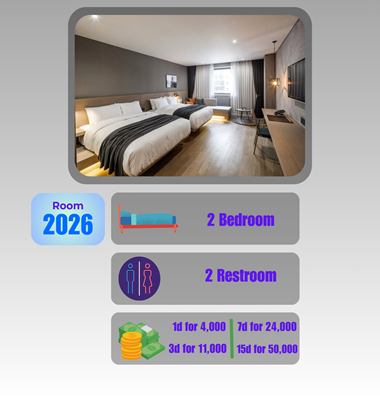 Room
2026
2 Bedroom
2 Restroom
1d for 4,000
7d for 24,000
3d for 11,000
15d for 50,000